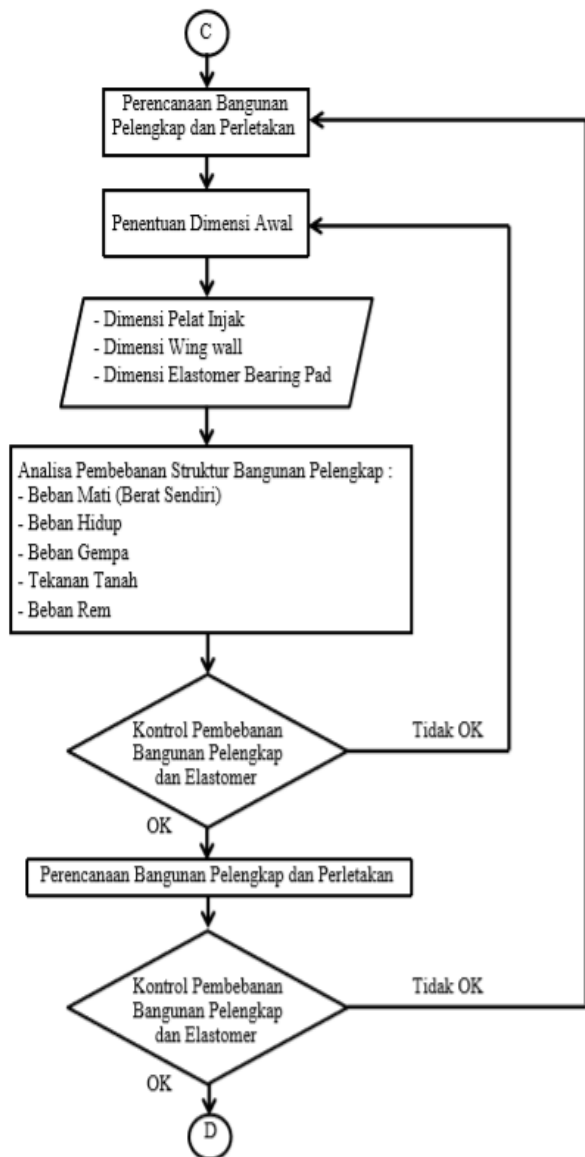 C
Perencanaan Bangunan
Pelengkap dan Perletakan
Penentuan Dimensi Awal
- Dimensi Pelat Injak
- Dimensi Wing wall
- Dimensi Elastomer Bearing Pad
Analisa Pembebanan Struktur Bangunan Pelengkap :
- Beban Mati (Berat Sendiri)
- Beban Hidup
- Beban Gempa
- Tekanan Tanah
- Beban Rem
Kontrol Pembebanan
Bangunan Pelengkap
dan Elastomer
Tidak OK
OK
Perencanaan Bangunan Pelengkap dan Perletakan
Kontrol Pembebanan
Bangunan Pelengkap
dan Elastomer
Tidak OK
OK
D